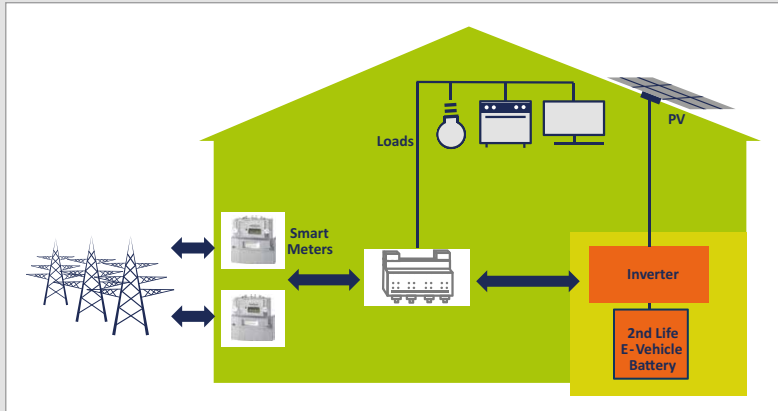 Loads
PV
Smart
Meters
Inverter
2nd Life
E-Vehicle
Battery